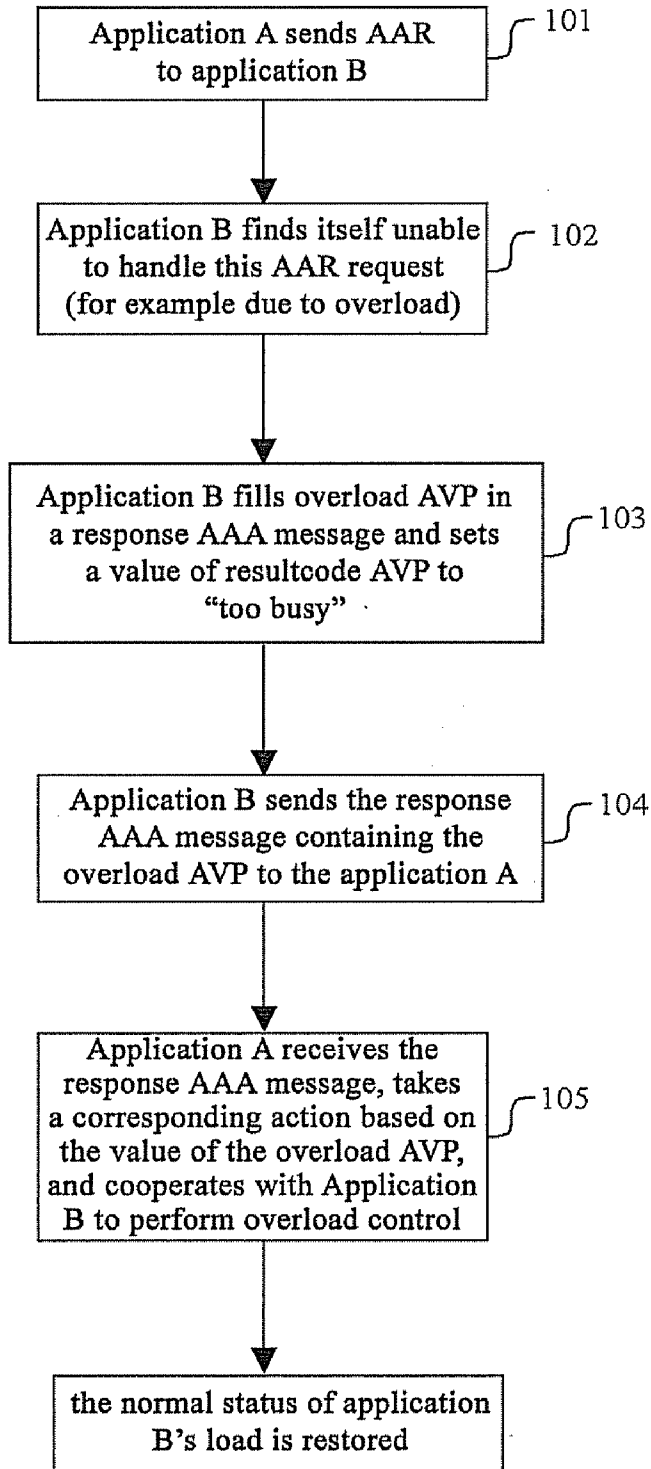 Application A sends AAR
to application B
101
Application B finds itself unable
to handle this AAR request
(for example due to overload)
102
Application B fills overload AVP in
a response AAA message and sets
a value of resultcode AVP to
“too busy”
103
Application B sends the response
AAA message containing the
overload AVP to the application A
104
Application A receives the
response AAA message, takes
a corresponding action based on
the value of the overload AVP,
and cooperates with Application
B to perform overload control
105
the normal status of application
B’s load is restored